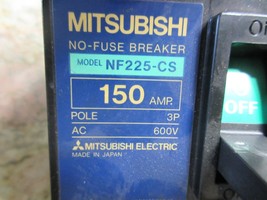 MITSUBISHI
NO-FUSE BREAKER
MODEL NF225-CS
150 AMP.
POLE 3P
AC 600V
MITSUBISHI ELECTRIC
MADE IN JAPAN
OFF